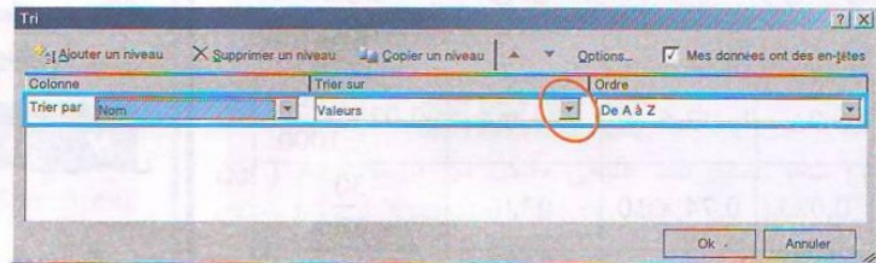 Tri
Ajouter un niveau Supprimer un niveau Copier un niveau Options... Mes données ont des en-têtes
Colonne Trier sur Ordre
Trier par Nom Valeurs De A à Z
Ok Annuler